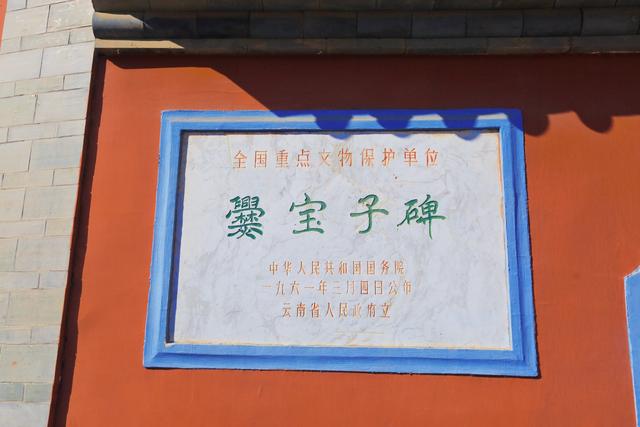 全国重点文物保护单位
爨宝子碑
中华人民共和国国务院
一九六一年三月四日公布
云南省人民政府立